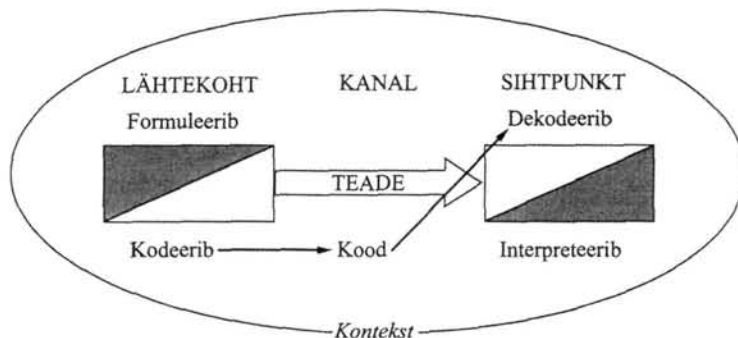 LÄHTEKOHT KANAL SIHTPUNKT
Formuleerib Dekodeerib
TEADE
Kodeerib Kood Interpreteerib
Kontekst